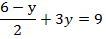 (6 − y)/2 + 3y = 9